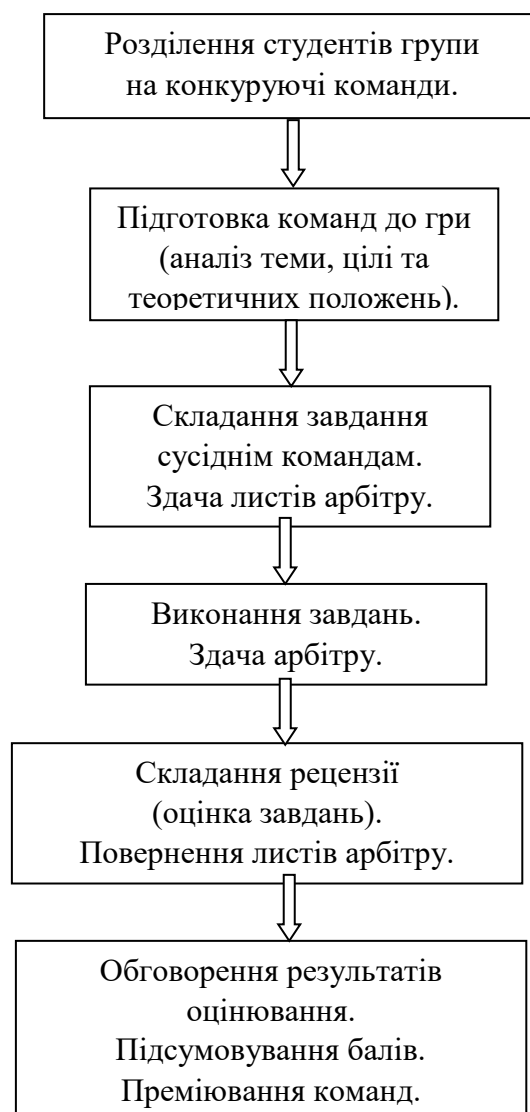 Розділення студентів групи
на конкуруючі команди.
Підготовка команд до гри
(аналіз теми, цілі та
теоретичних положень).
Складання завдання
сусіднім командам.
Здача листів арбітру.
Виконання завдань.
Здача арбітру.
Складання рецензії
(оцінка завдань).
Повернення листів арбітру.
Обговорення результатів
оцінювання.
Підсумовування балів.
Преміювання команд.